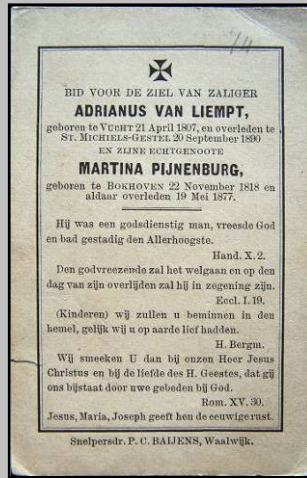 BID VOOR DE ZIEL VAN ZALIGER
ADRIANUS VAN LIEMPT,
geboren te VUCHT 21 April 1807, en overleden te
ST. MICHIELS-GESTEL 20 September 1890
EN ZIJNE ECHTGENOOTE
MARTINA PIJNENBURG,
geboren te BOKHOVEN 22 November 1818 en
aldaar overleden 19 Mei 1877.
Hij was een godsdienstig man, vreesde God
en bad gestadig den Allerhoogste.
Hand. X. 2.
Den godvreezende zal het welgaan en op den
dag van zijn overlijden zal hij in zegening zijn.
Eccl. I. 19.
(Kinderen) wij zullen u beminnen in den
hemel, gelijk wij u op aarde lief hadden.
H. Bergm.
Wij smeeken U dan bij onzen Heer Jesus
Christus en bij de liefde des H. Geestes, dat gij
ons bijstaat door uwe gebeden bij God.
Rom. XV. 30.
Jesus, Maria, Joseph geeft hen de eeuwige rust.
Snelpersdr. P. C. BAIJENS, Waalwijk.